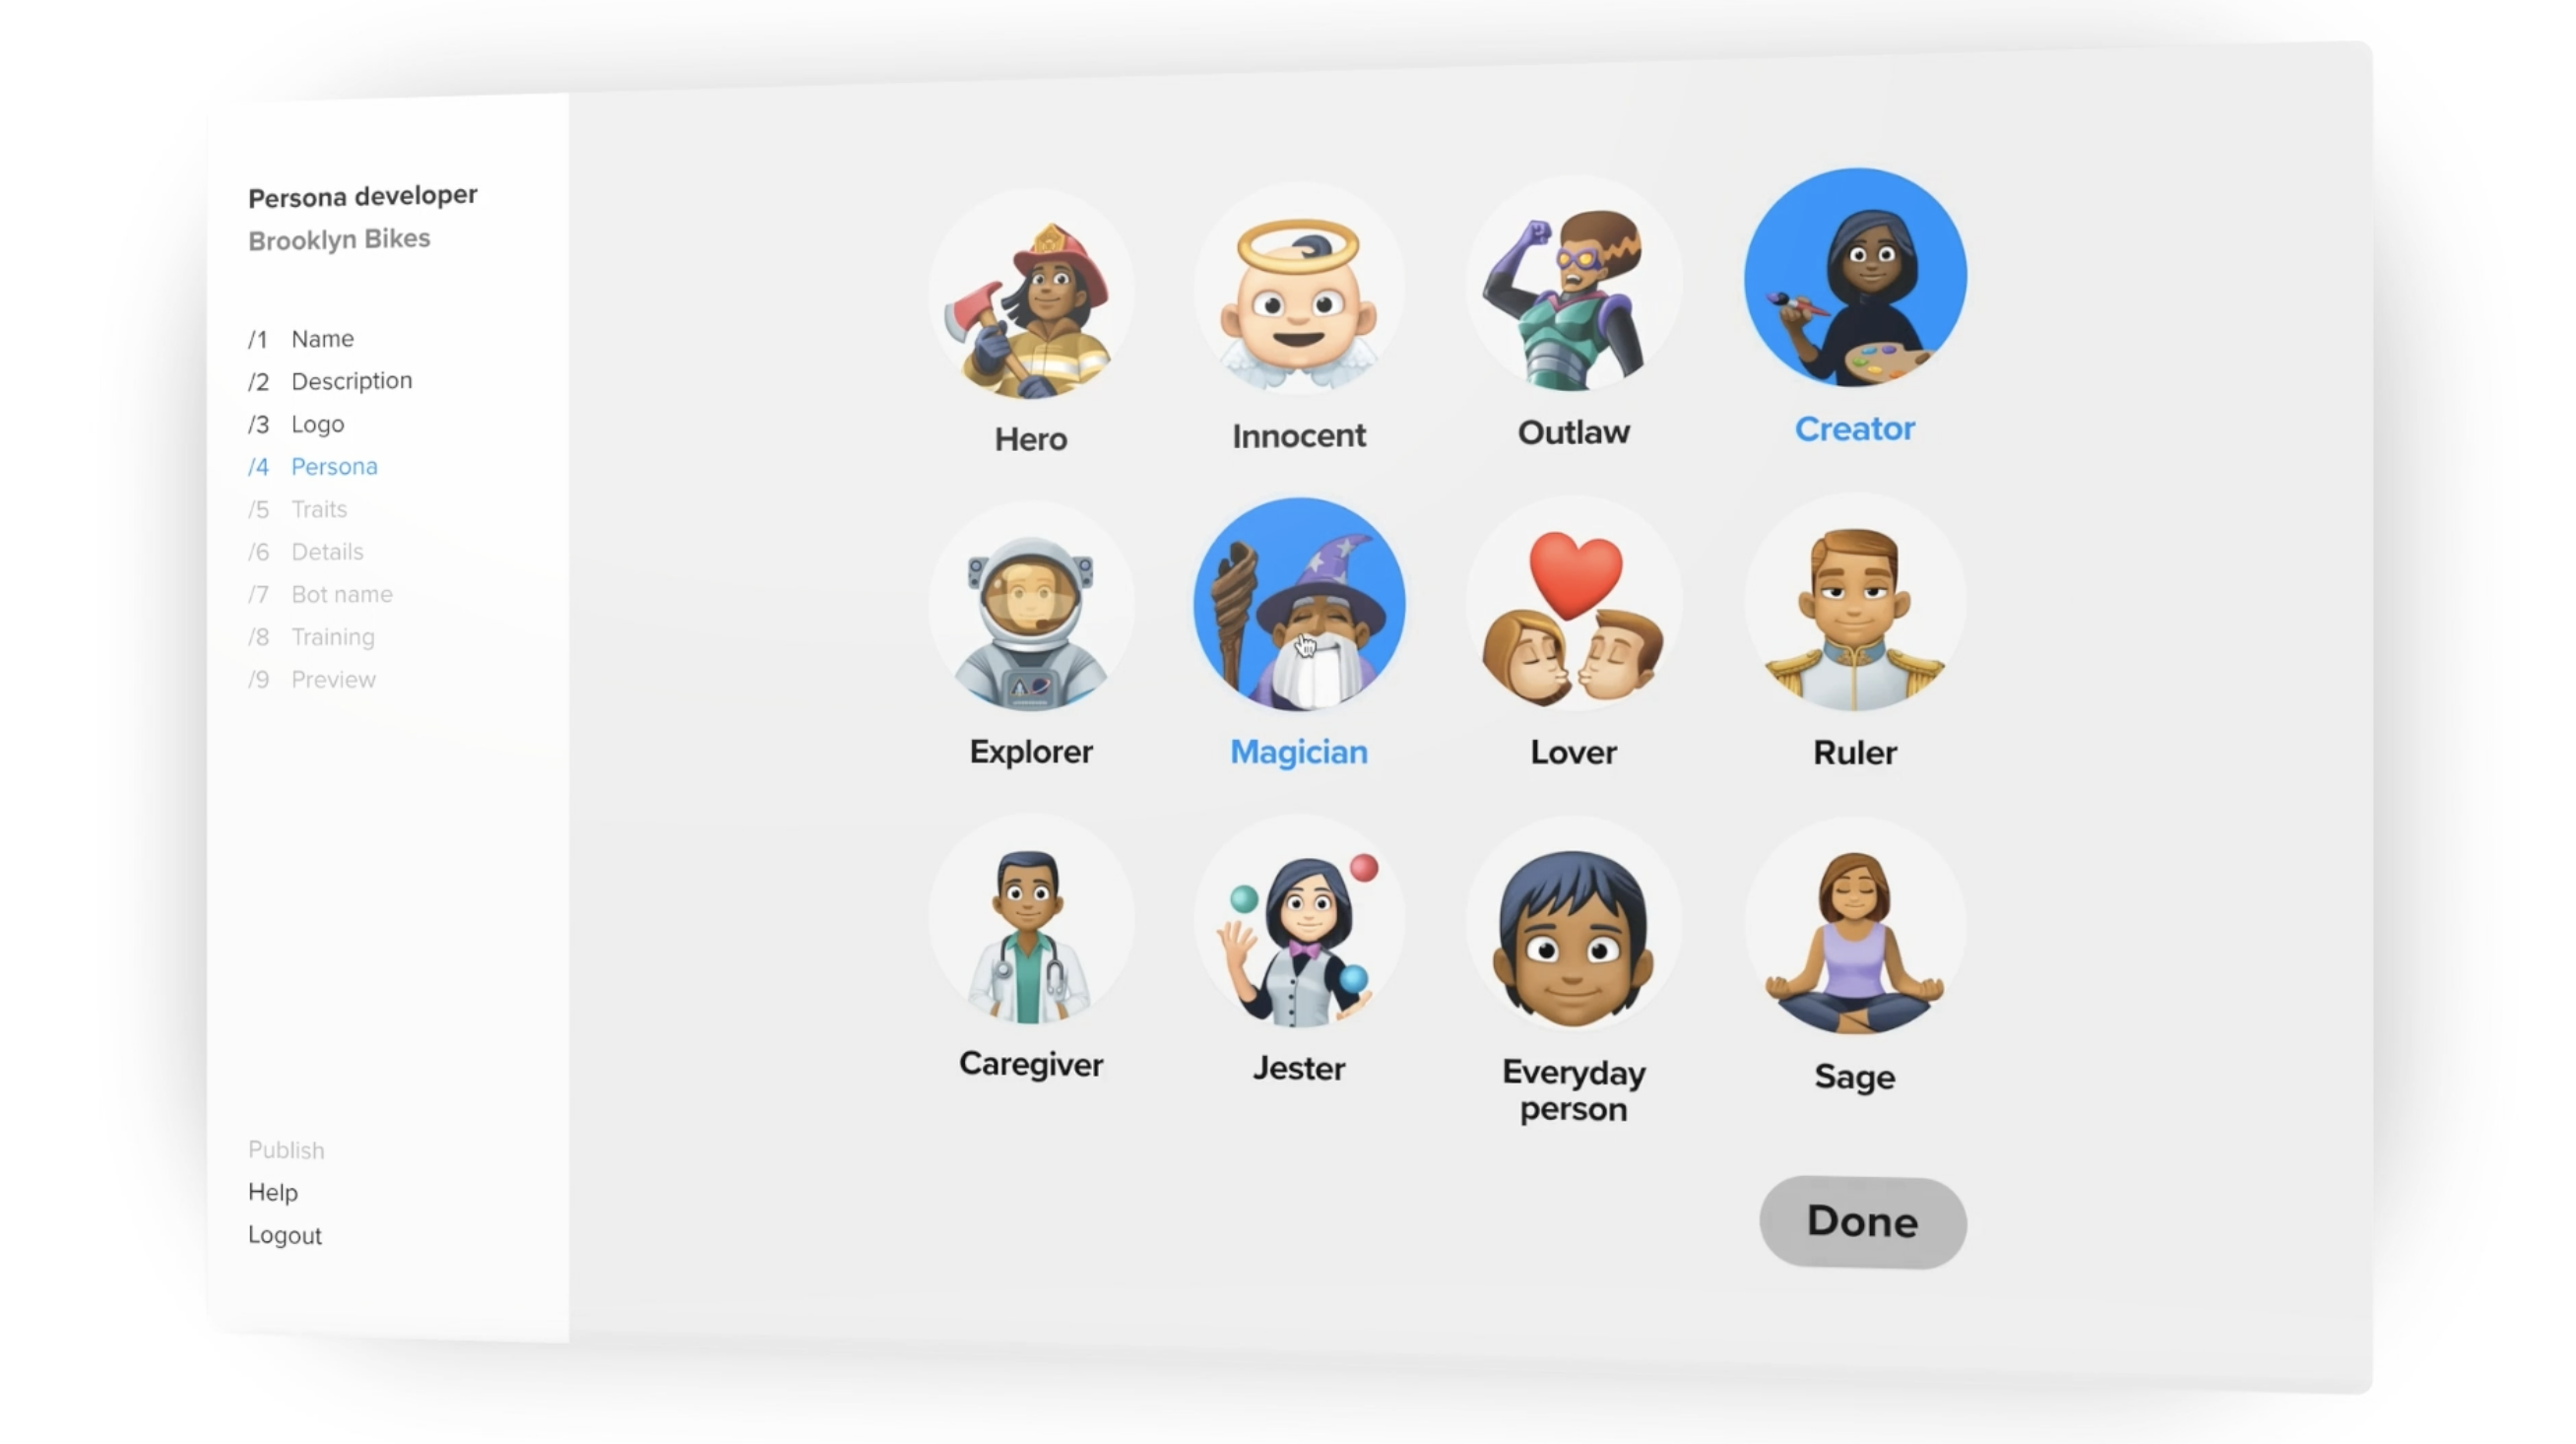 Persona developer
Brooklyn Bikes
/1 Name
/2 Description
/3 Logo
/4 Persona
/5 Traits
/6 Details
/7 Bot name
/8 Training
/9 Preview
Publish
Help
Logout
Hero
Innocent
Outlaw
Creator
Explorer
Magician
Lover
Ruler
Caregiver
Jester
Everyday
person
Sage
Done